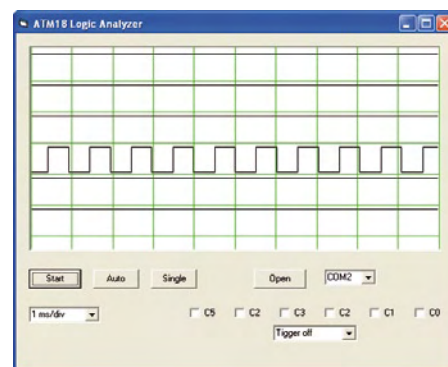 ATM18 Logic Analyzer
Start Auto Single Open COM2
1 ms/div C5 C2 C3 C2 C1 C0
Tigger off